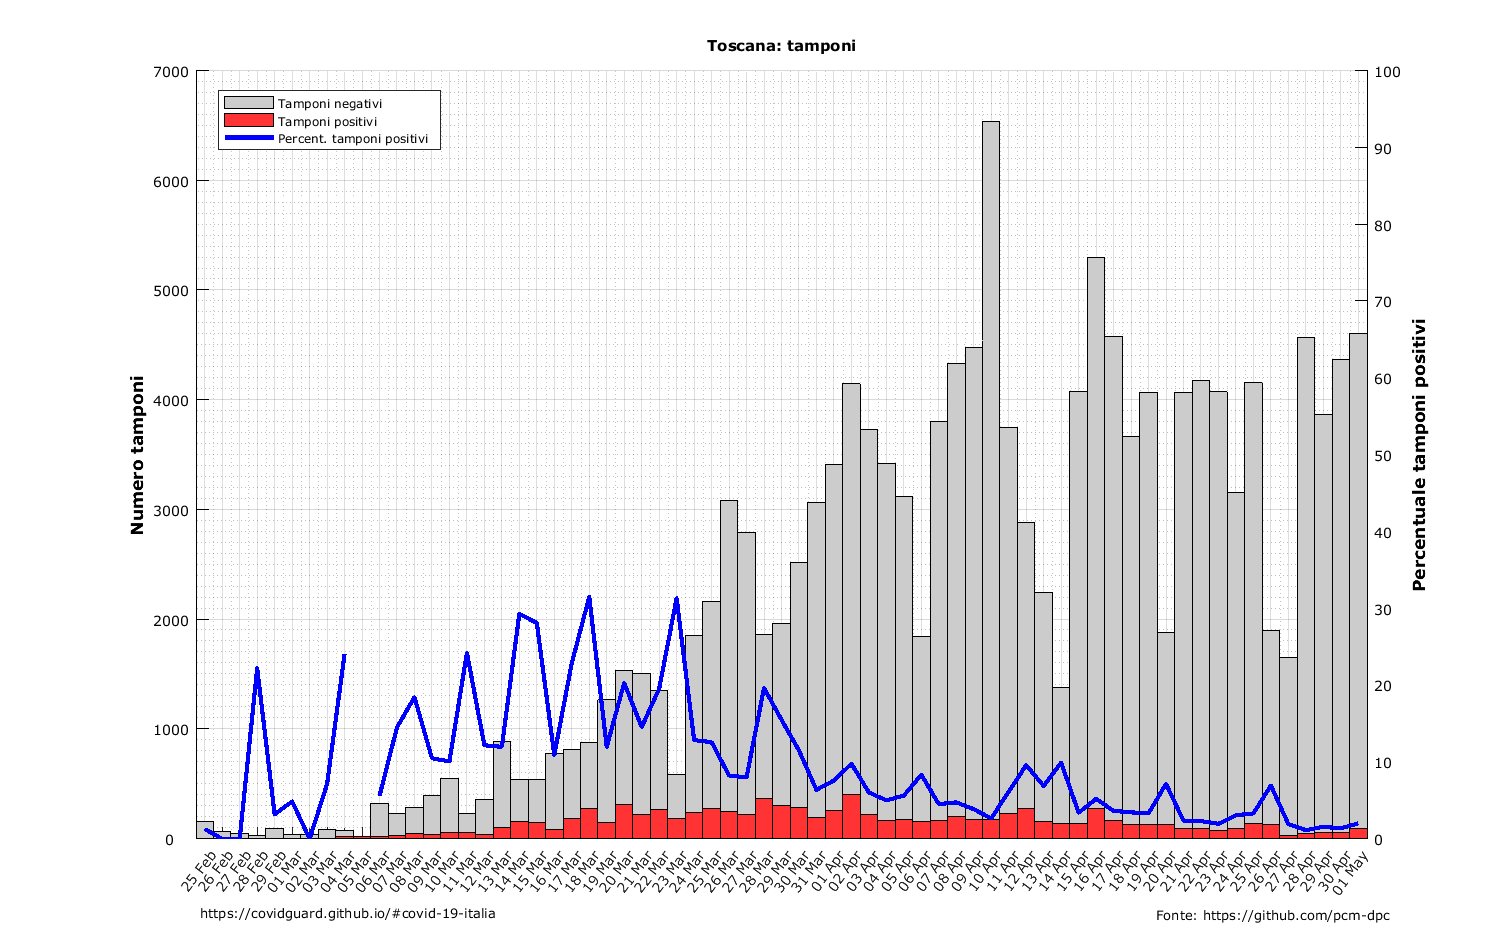 Toscana: tamponi
7000
6000
5000
4000
3000
2000
1000
0
100
90
80
70
60
50
40
30
20
10
0
Tamponi negativi
Tamponi positivi
Percent. tamponi positivi
Numero tamponi
Percentuale tamponi positivi
25 Feb
26 Feb
27 Feb
28 Feb
29 Feb
01 Mar
02 Mar
03 Mar
04 Mar
05 Mar
06 Mar
07 Mar
08 Mar
09 Mar
10 Mar
11 Mar
12 Mar
13 Mar
14 Mar
15 Mar
16 Mar
17 Mar
18 Mar
19 Mar
20 Mar
21 Mar
22 Mar
23 Mar
24 Mar
25 Mar
26 Mar
27 Mar
28 Mar
29 Mar
30 Mar
31 Mar
01 Apr
02 Apr
03 Apr
04 Apr
05 Apr
06 Apr
07 Apr
08 Apr
09 Apr
10 Apr
11 Apr
12 Apr
13 Apr
14 Apr
15 Apr
16 Apr
17 Apr
18 Apr
19 Apr
20 Apr
21 Apr
22 Apr
23 Apr
24 Apr
25 Apr
26 Apr
27 Apr
28 Apr
29 Apr
30 Apr
01 May
https://covidguard.github.io/#covid-19-italia
Fonte: https://github.com/pcm-dpc